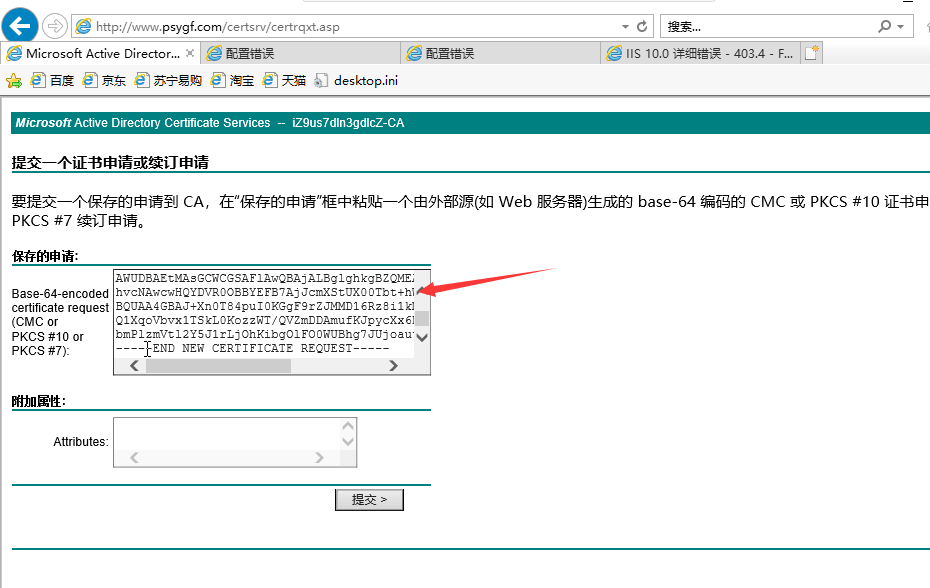 http://www.psygf.com/certsrv/certrqxt.asp
搜索...
Microsoft Active Director...
配置错误
配置错误
IIS 10.0 详细错误 - 403.4 - F...
百度 京东 苏宁易购 淘宝 天猫 desktop.ini
Microsoft Active Directory Certificate Services -- iZ9us7dln3gdlcZ-CA
提交一个证书申请或续订申请
要提交一个保存的申请到 CA，在“保存的申请”框中粘贴一个由外部源(如 Web 服务器)生成的 base-64 编码的 CMC 或 PKCS #10 证书申
PKCS #7 续订申请。
保存的申请:
Base-64-encoded
certificate request
(CMC or
PKCS #10 or
PKCS #7):
AWUDBAEtMAsGCWCGSAFlAwQBAjALBglghkgBZQME
hvcNAwcwHQYDVR0OBBYEFB7AjJcmXStUX00Tbt+h
BQUAA4GBAJ+Xn0T84puI0KGgF9rZJMMD16Rz8i1k
Q1XqoVbvx1TSkL0KozzWT/QVZmDDAmufKJpycXx6
bmPlzmVtl2Y5J1rLjOhKibgOlFO0WUBhg7JUjoau
-----END NEW CERTIFICATE REQUEST-----
附加属性:
Attributes:
提交 >